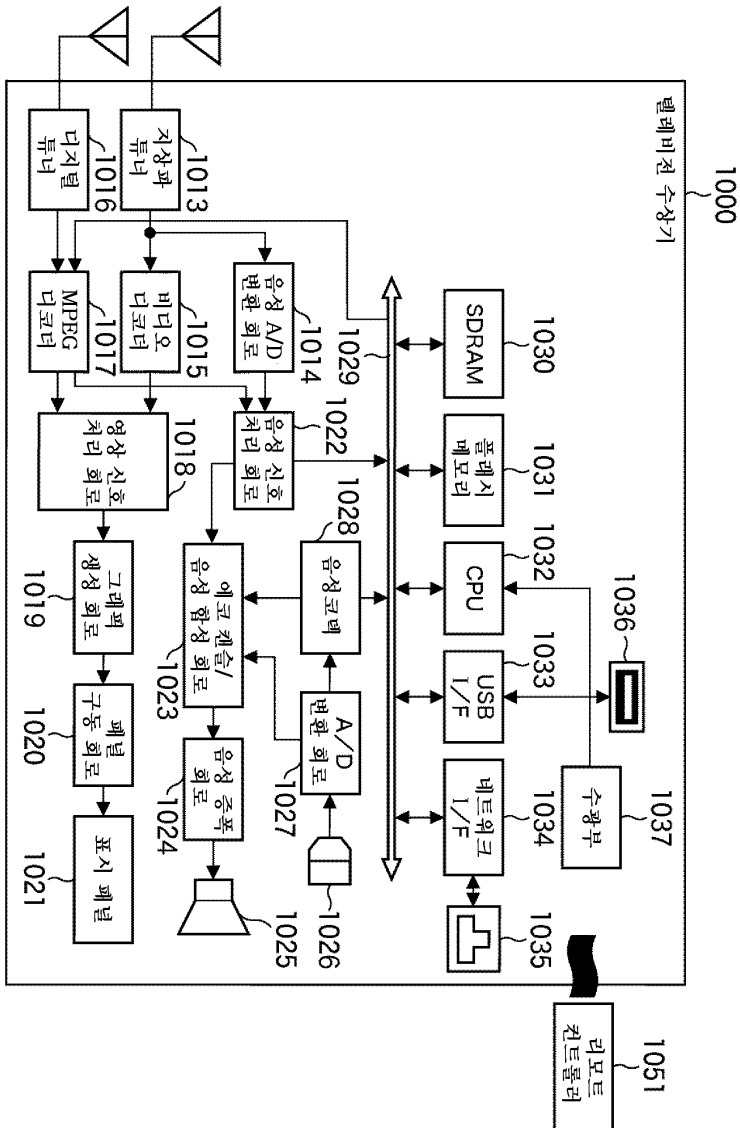 1000
텔레비전 수상기
1013
지상파
튜너
1016
디지털
튜너
1014
음성 A/D
변환 회로
1015
비디오
디코더
1017
MPEG
디코더
1022
음성 신호
처리 회로
1018
영상 신호
처리 회로
1029
1030
SDRAM
1031
플래시
메모리
1032
CPU
1033
USB
I/F
1034
네트워크
I/F
1035
1036
1037
수광부
1051
리모트
컨트롤러
1028
음성코덱
1023
에코 캔슬/
음성 합성 회로
1027
A/D
변환 회로
1026
1024
음성 증폭
회로
1025
1019
그래픽
생성 회로
1020
패널
구동 회로
1021
표시 패널